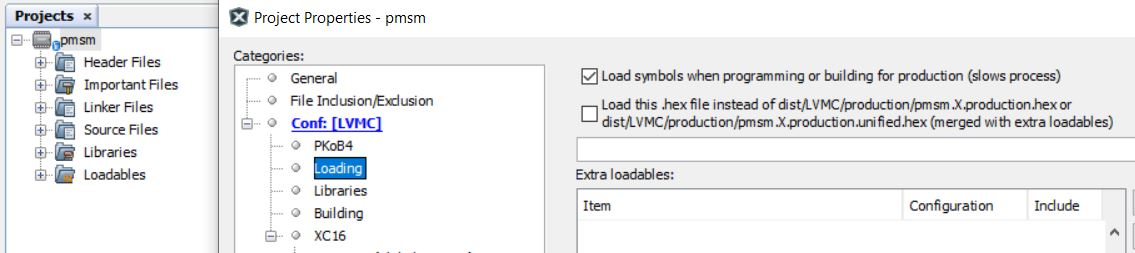 Projects ×
pmsm
Header Files
Important Files
Linker Files
Source Files
Libraries
Loadables
Project Properties - pmsm
Categories:
General
File Inclusion/Exclusion
Conf: [LVMC]
PKoB4
Loading
Libraries
Building
XC16
Load symbols when programming or building for production (slows process)
Load this .hex file instead of dist/LVMC/production/pmsm.X.production.hex or
dist/LVMC/production/pmsm.X.production.unified.hex (merged with extra loadables)
Extra loadables:
Item Configuration Include